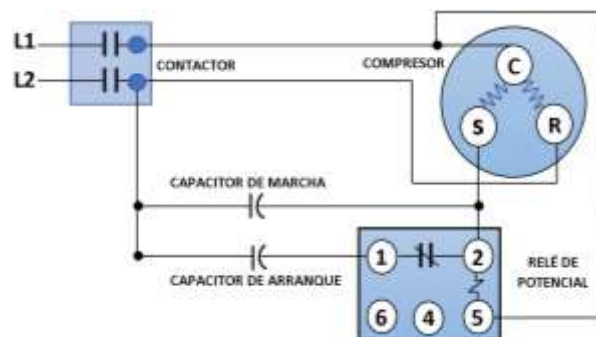 L1
L2
CONTACTOR
COMPRESOR
C
S
R
CAPACITOR DE MARCHA
CAPACITOR DE ARRANQUE
1
2
RELÉ DE
POTENCIAL
6
4
5